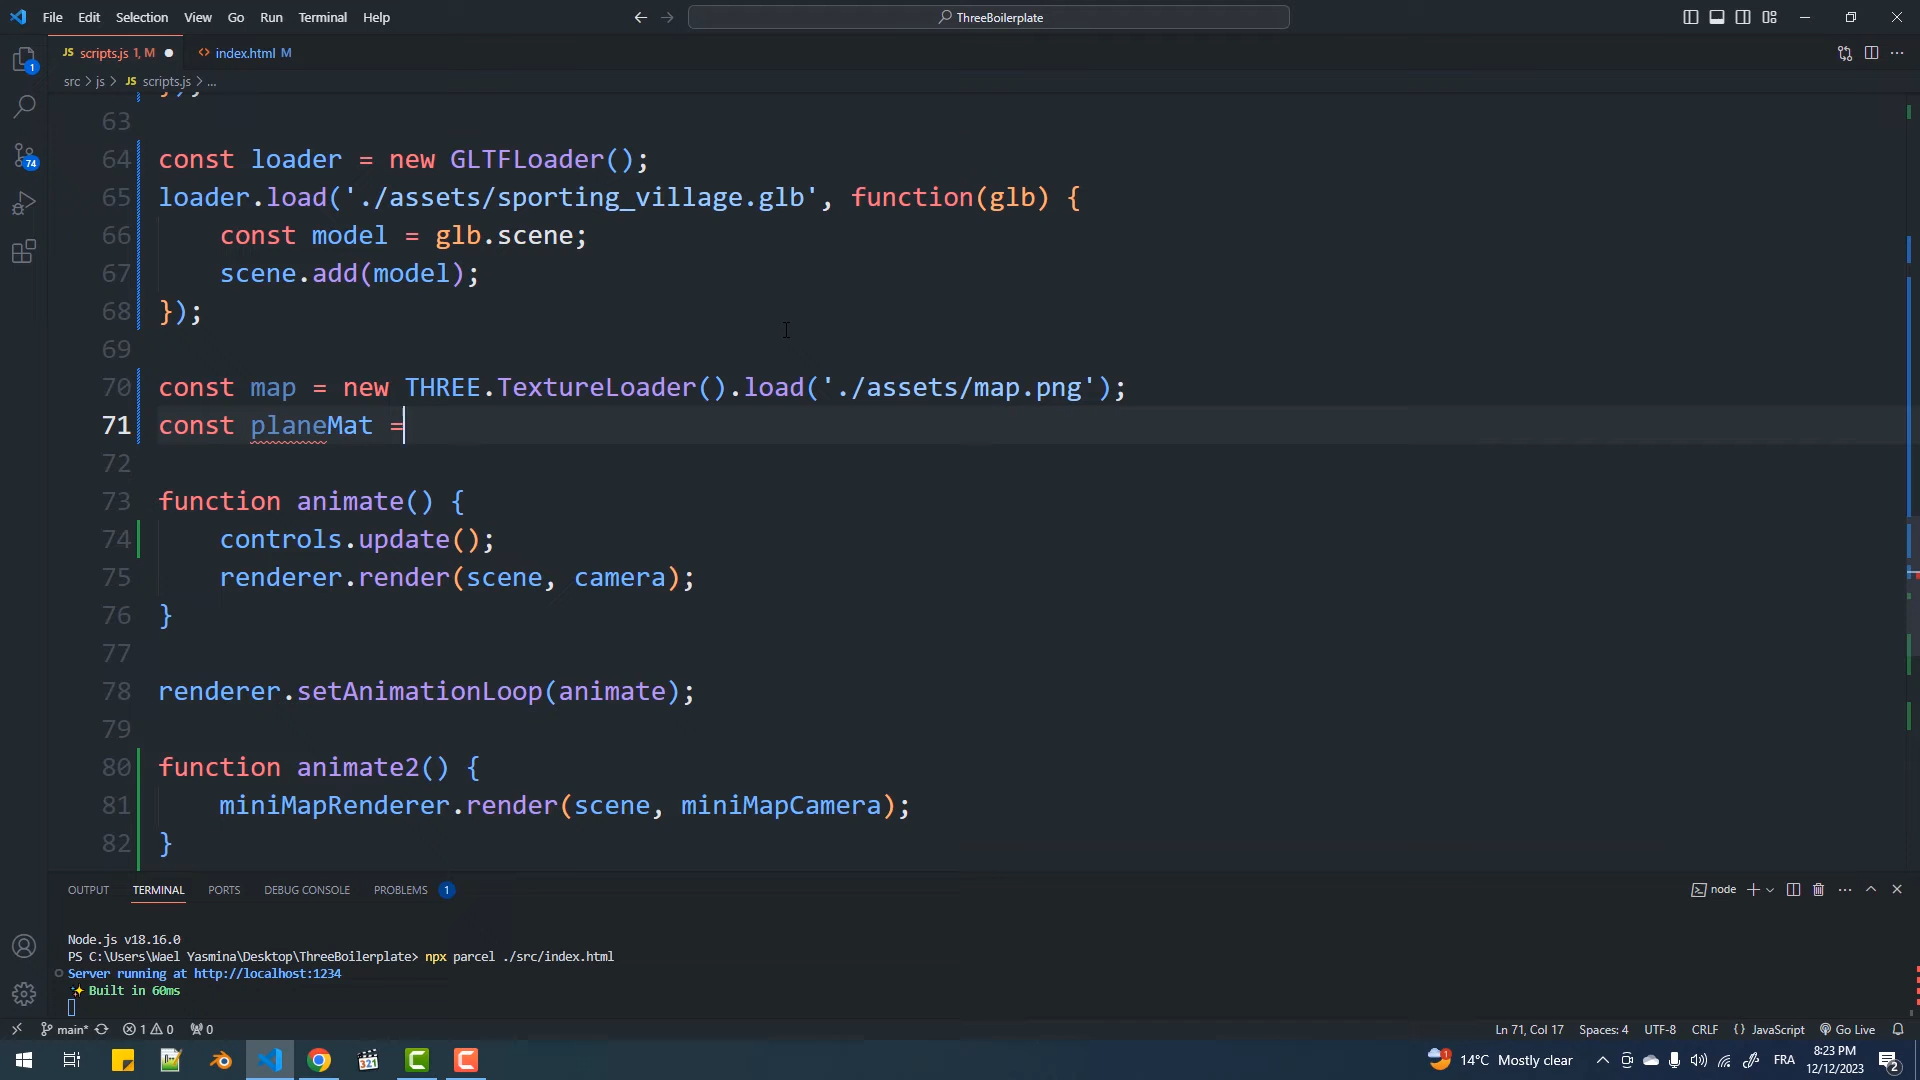 File Edit Selection View Go Run Terminal Help
ThreeBoilerplate
JS scripts.js 1, M
<> index.html M
src > js > JS scripts.js > ...
1
74
63
64 const loader = new GLTFLoader();
65 loader.load('./assets/sporting_village.glb', function(glb) {
66 const model = glb.scene;
67 scene.add(model);
68 });
69
70 const map = new THREE.TextureLoader().load('./assets/map.png');
71 const planeMat =
72
73 function animate() {
74 controls.update();
75 renderer.render(scene, camera);
76 }
77
78 renderer.setAnimationLoop(animate);
79
80 function animate2() {
81 miniMapRenderer.render(scene, miniMapCamera);
82 }
OUTPUT TERMINAL PORTS DEBUG CONSOLE PROBLEMS 1
node
Node.js v18.16.0
PS C:\Users\Wael Yasmina\Desktop\ThreeBoilerplate> npx parcel ./src/index.html
Server running at http://localhost:1234
✨ Built in 60ms
main* 1 0 0 Ln 71, Col 17 Spaces: 4 UTF-8 CRLF {} JavaScript Go Live
321
1 14°C Mostly clear FRA 8:23 PM
12/12/2023
2